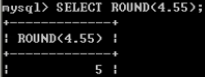 mysql> SELECT ROUND(4.55);
+-------------+
| ROUND(4.55) |
+-------------+
| 5 |